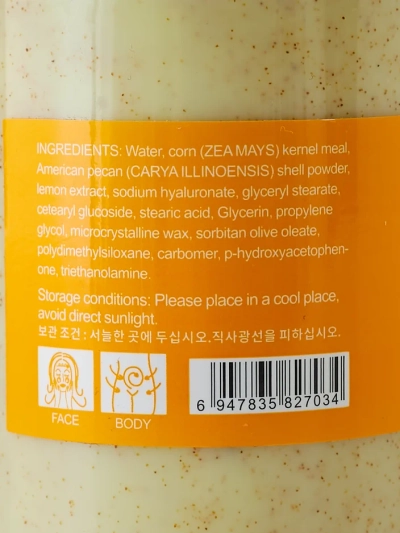 INGREDIENTS: Water, corn (ZEA MAYS) kernel meal,
American pecan (CARYA ILLINOENSIS) shell powder,
lemon extract, sodium hyaluronate, glyceryl stearate,
cetearyl glucoside, stearic acid, Glycerin, propylene
glycol, microcrystalline wax, sorbitan olive oleate,
polydimethylsiloxane, carbomer, p-hydroxyacetophen-
one, triethanolamine.
Storage conditions: Please place in a cool place,
avoid direct sunlight.
보관 조건 : 서늘한 곳에 두십시오.직사광선을 피하십시오.
FACE
BODY
6 947835 827034